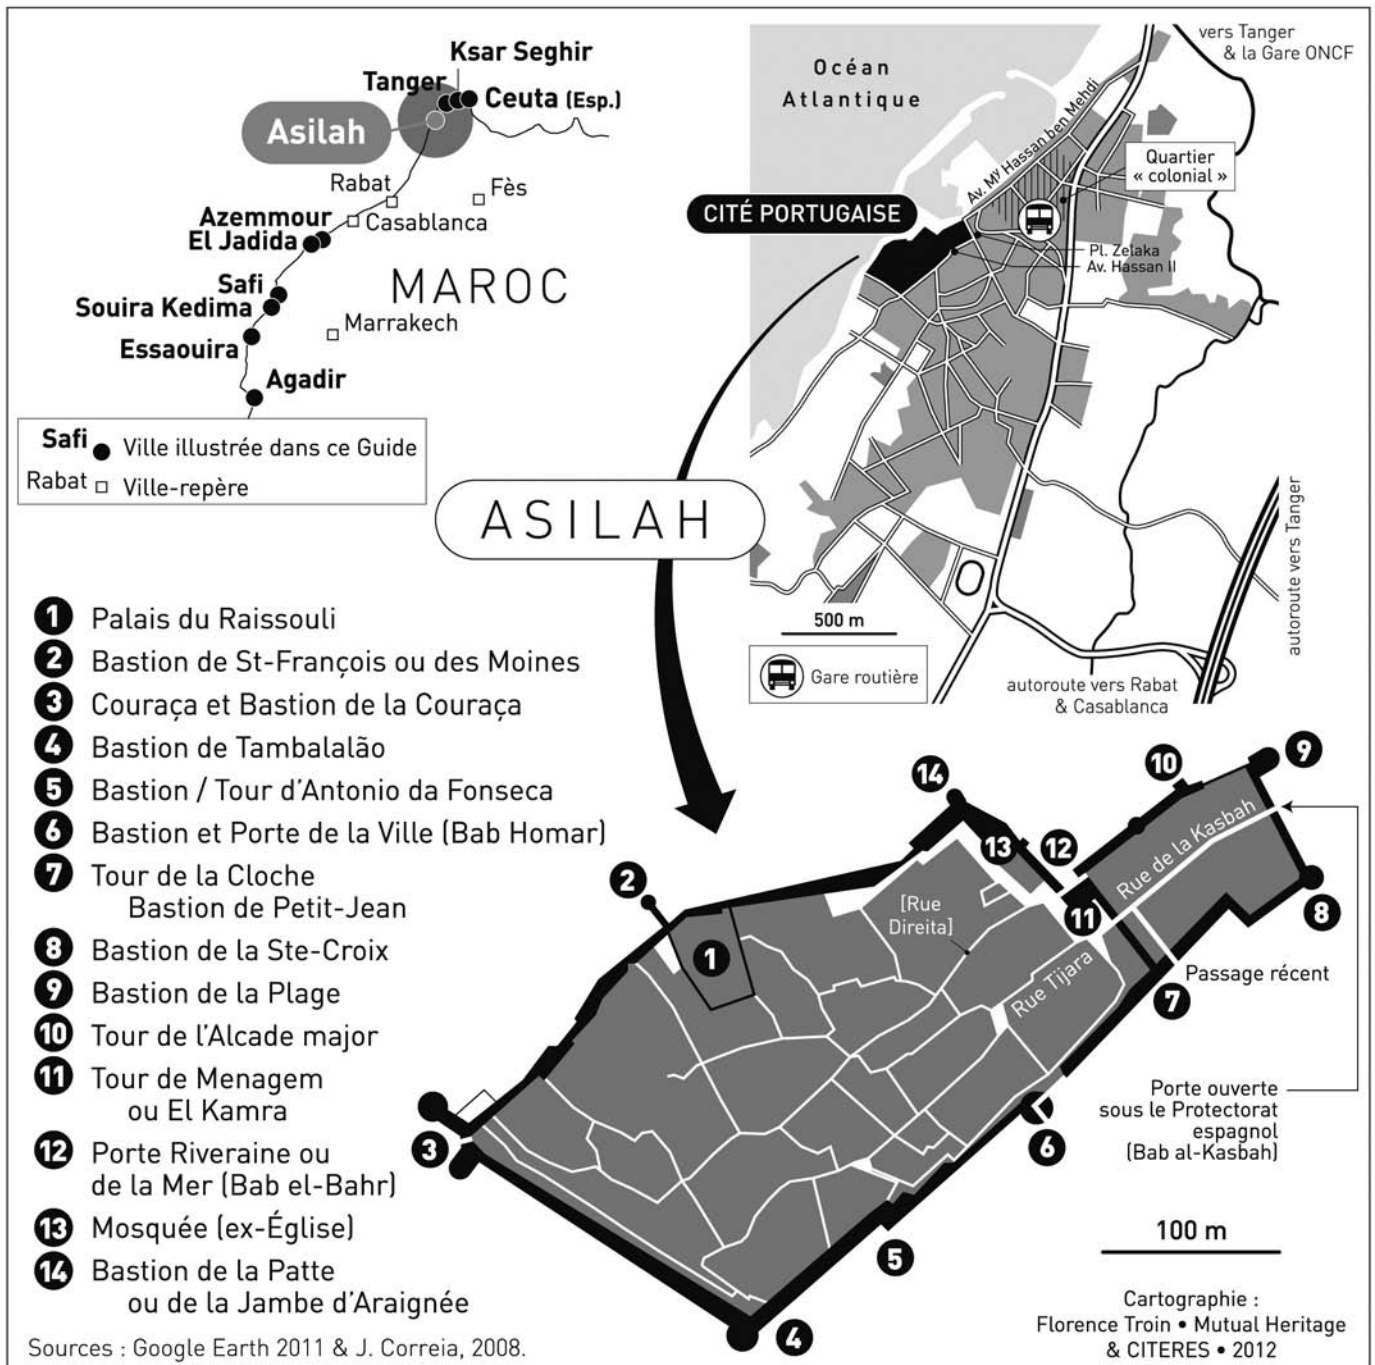 Ksar Seghir
Tanger
Ceuta (Esp.)
Asilah
Rabat
Fès
Azemmour
Casablanca
El Jadida
MAROC
Safi
Souira Kedima
Marrakech
Essaouira
Agadir
Safi
Ville illustrée dans ce Guide
Rabat
Ville-repère
vers Tanger
& la Gare ONCF
Océan
Atlantique
Av. My Hassan ben Mehdi
Quartier
« colonial »
CITÉ PORTUGAISE
Pl. Zelaka
Av. Hassan II
autoroute vers Tanger
500 m
Gare routière
autoroute vers Rabat
& Casablanca
ASILAH
1 Palais du Raissouli
2 Bastion de St-François ou des Moines
3 Couraça et Bastion de la Couraça
4 Bastion de Tambalalão
5 Bastion / Tour d'Antonio da Fonseca
6 Bastion et Porte de la Ville (Bab Homar)
7 Tour de la Cloche
Bastion de Petit-Jean
8 Bastion de la Ste-Croix
9 Bastion de la Plage
10 Tour de l'Alcade major
11 Tour de Menagem
ou El Kamra
12 Porte Riveraine ou
de la Mer (Bab el-Bahr)
13 Mosquée (ex-Église)
14 Bastion de la Patte
ou de la Jambe d'Araignée
Sources : Google Earth 2011 & J. Correia, 2008.
9
10
14
13
12
Rue de la Kasbah
2
[Rue
Direita]
11
8
1
Rue Tijara
Passage récent
7
Porte ouverte
sous le Protectorat
espagnol
(Bab al-Kasbah)
3
6
5
4
100 m
Cartographie :
Florence Troin • Mutual Heritage
& CITERES • 2012